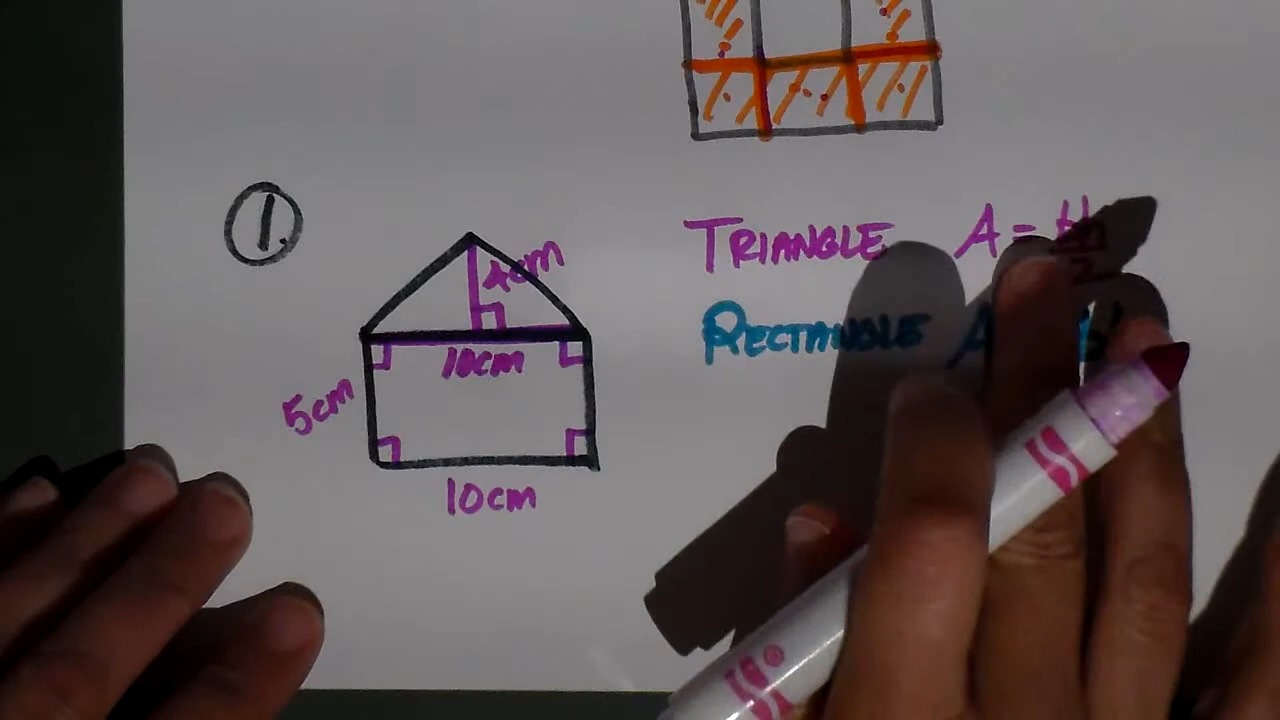 1.
4cm
TRIANGLE A =
10cm
RECTANGLE A
5cm
10cm